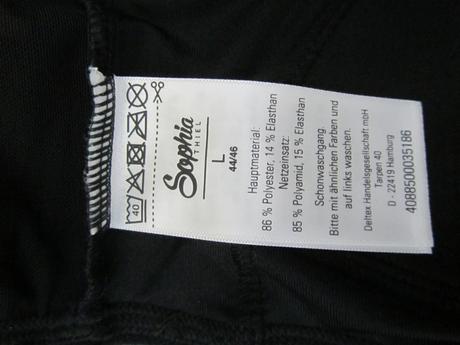 40
Sophia
THIEL
L
44/46
Hauptmaterial:
86 % Polyester, 14 % Elasthan
Netzeinsatz:
85 % Polyamid, 15 % Elasthan
Schonwaschgang.
Bitte mit ähnlichen Farben und
auf links waschen.
Deltex Handelsgesellschaft mbH
Tarpen 40
D - 22419 Hamburg
4088500035186